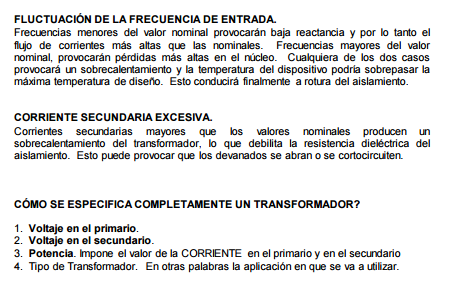 FLUCTUACIÓN DE LA FRECUENCIA DE ENTRADA.
Frecuencias menores del valor nominal provocarán baja reactancia y por lo tanto el
flujo de corrientes más altas que las nominales. Frecuencias mayores del valor
nominal, provocarán pérdidas más altas en el núcleo. Cualquiera de los dos casos
provocará un sobrecalentamiento y la temperatura del dispositivo podría sobrepasar la
máxima temperatura de diseño. Esto conducirá finalmente a rotura del aislamiento.
CORRIENTE SECUNDARIA EXCESIVA.
Corrientes secundarias mayores que los valores nominales producen un
sobrecalentamiento del transformador, lo que debilita la resistencia dieléctrica del
aislamiento. Esto puede provocar que los devanados se abran o se cortocircuiten.
CÓMO SE ESPECIFICA COMPLETAMENTE UN TRANSFORMADOR?
1. Voltaje en el primario.
2. Voltaje en el secundario.
3. Potencia. Impone el valor de la CORRIENTE en el primario y en el secundario
4. Tipo de Transformador. En otras palabras la aplicación en que se va a utilizar.